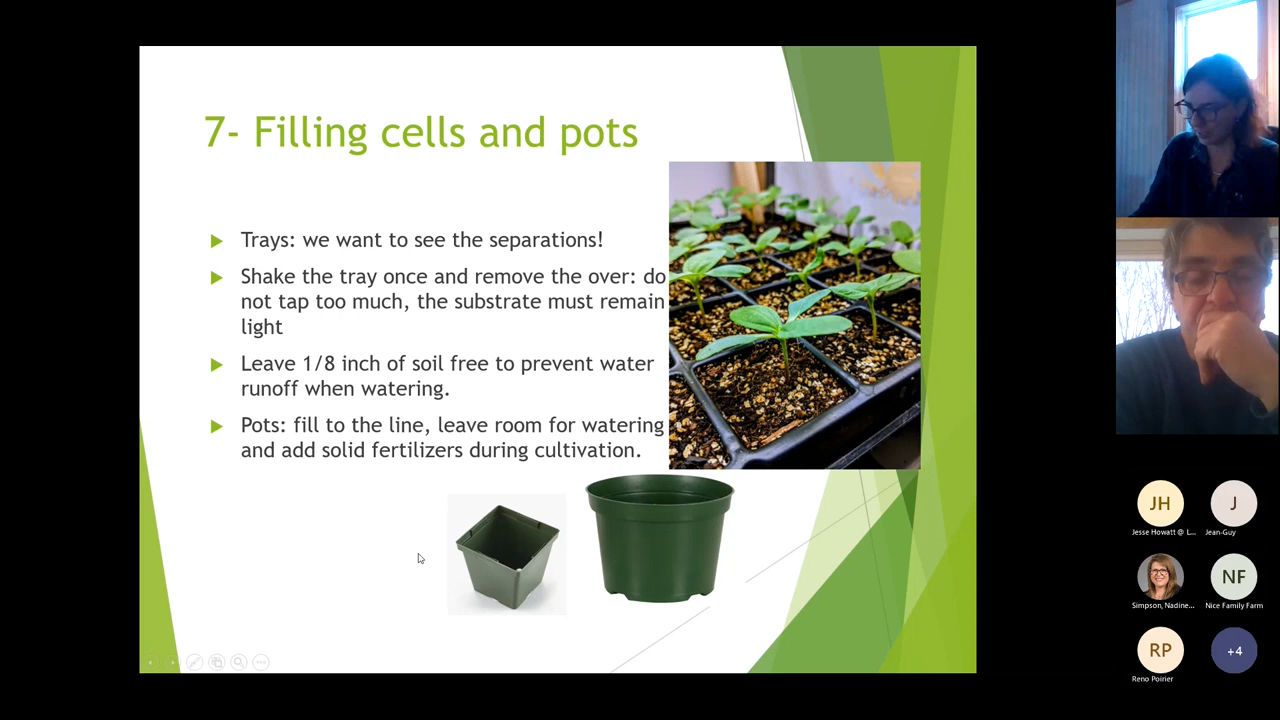 7- Filling cells and pots
Trays: we want to see the separations!
Shake the tray once and remove the over: do
not tap too much, the substrate must remain
light
Leave 1/8 inch of soil free to prevent water
runoff when watering.
Pots: fill to the line, leave room for watering
and add solid fertilizers during cultivation.
JH
J
Jesse Howatt @ L...
Jean-Guy
NF
Simpson, Nadine...
Nice Family Farm
RP
+4
Reno Poirier